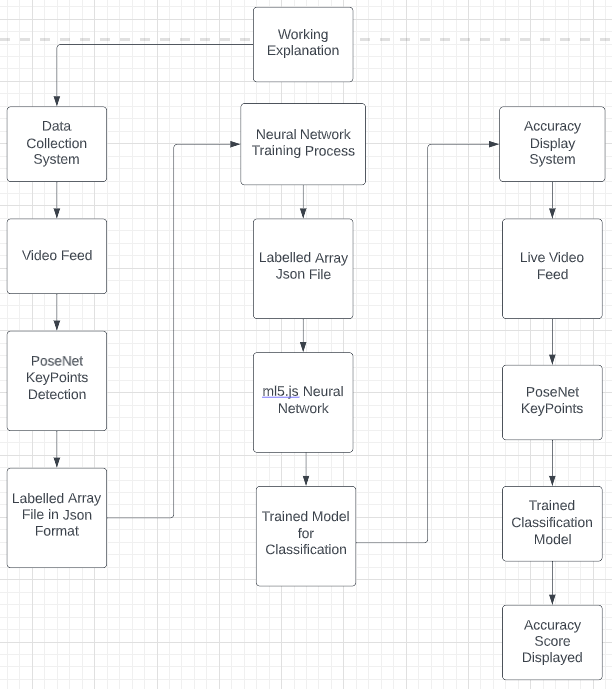 Working
Explanation
Data
Collection
System
Video Feed
PoseNet
KeyPoints
Detection
Labelled Array
File in Json
Format
Neural Network
Training Process
Labelled Array
Json File
ml5.js Neural
Network
Trained Model
for
Classification
Accuracy
Display
System
Live Video
Feed
PoseNet
KeyPoints
Trained
Classification
Model
Accuracy
Score
Displayed